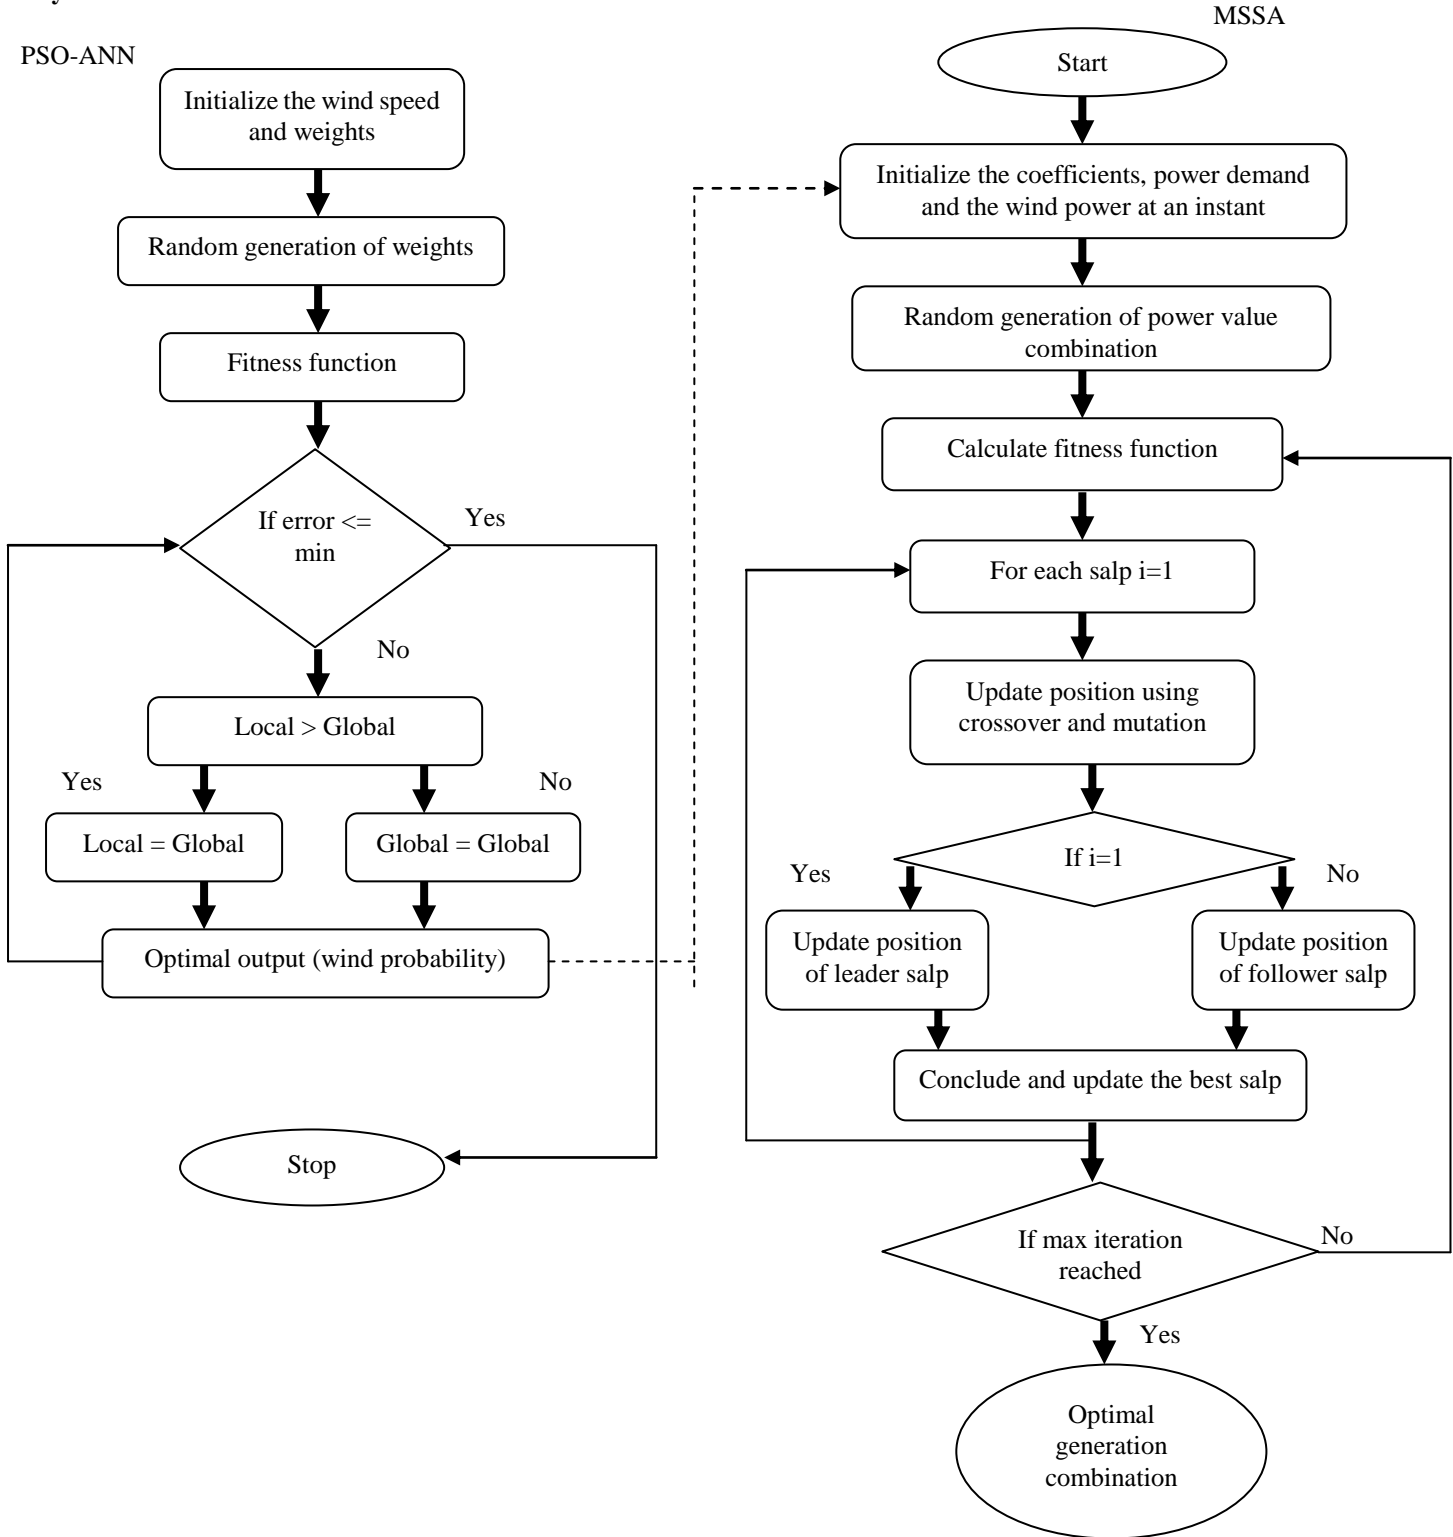 PSO-ANN
Initialize the wind speed
and weights
Random generation of weights
Fitness function
If error <=
min
Yes
No
Local > Global
Yes
No
Local = Global
Global = Global
Optimal output (wind probability)
Stop
MSSA
Start
Initialize the coefficients, power demand
and the wind power at an instant
Random generation of power value
combination
Calculate fitness function
For each salp i=1
Update position using
crossover and mutation
If i=1
Yes
No
Update position
of leader salp
Update position
of follower salp
Conclude and update the best salp
If max iteration
reached
No
Yes
Optimal
generation
combination